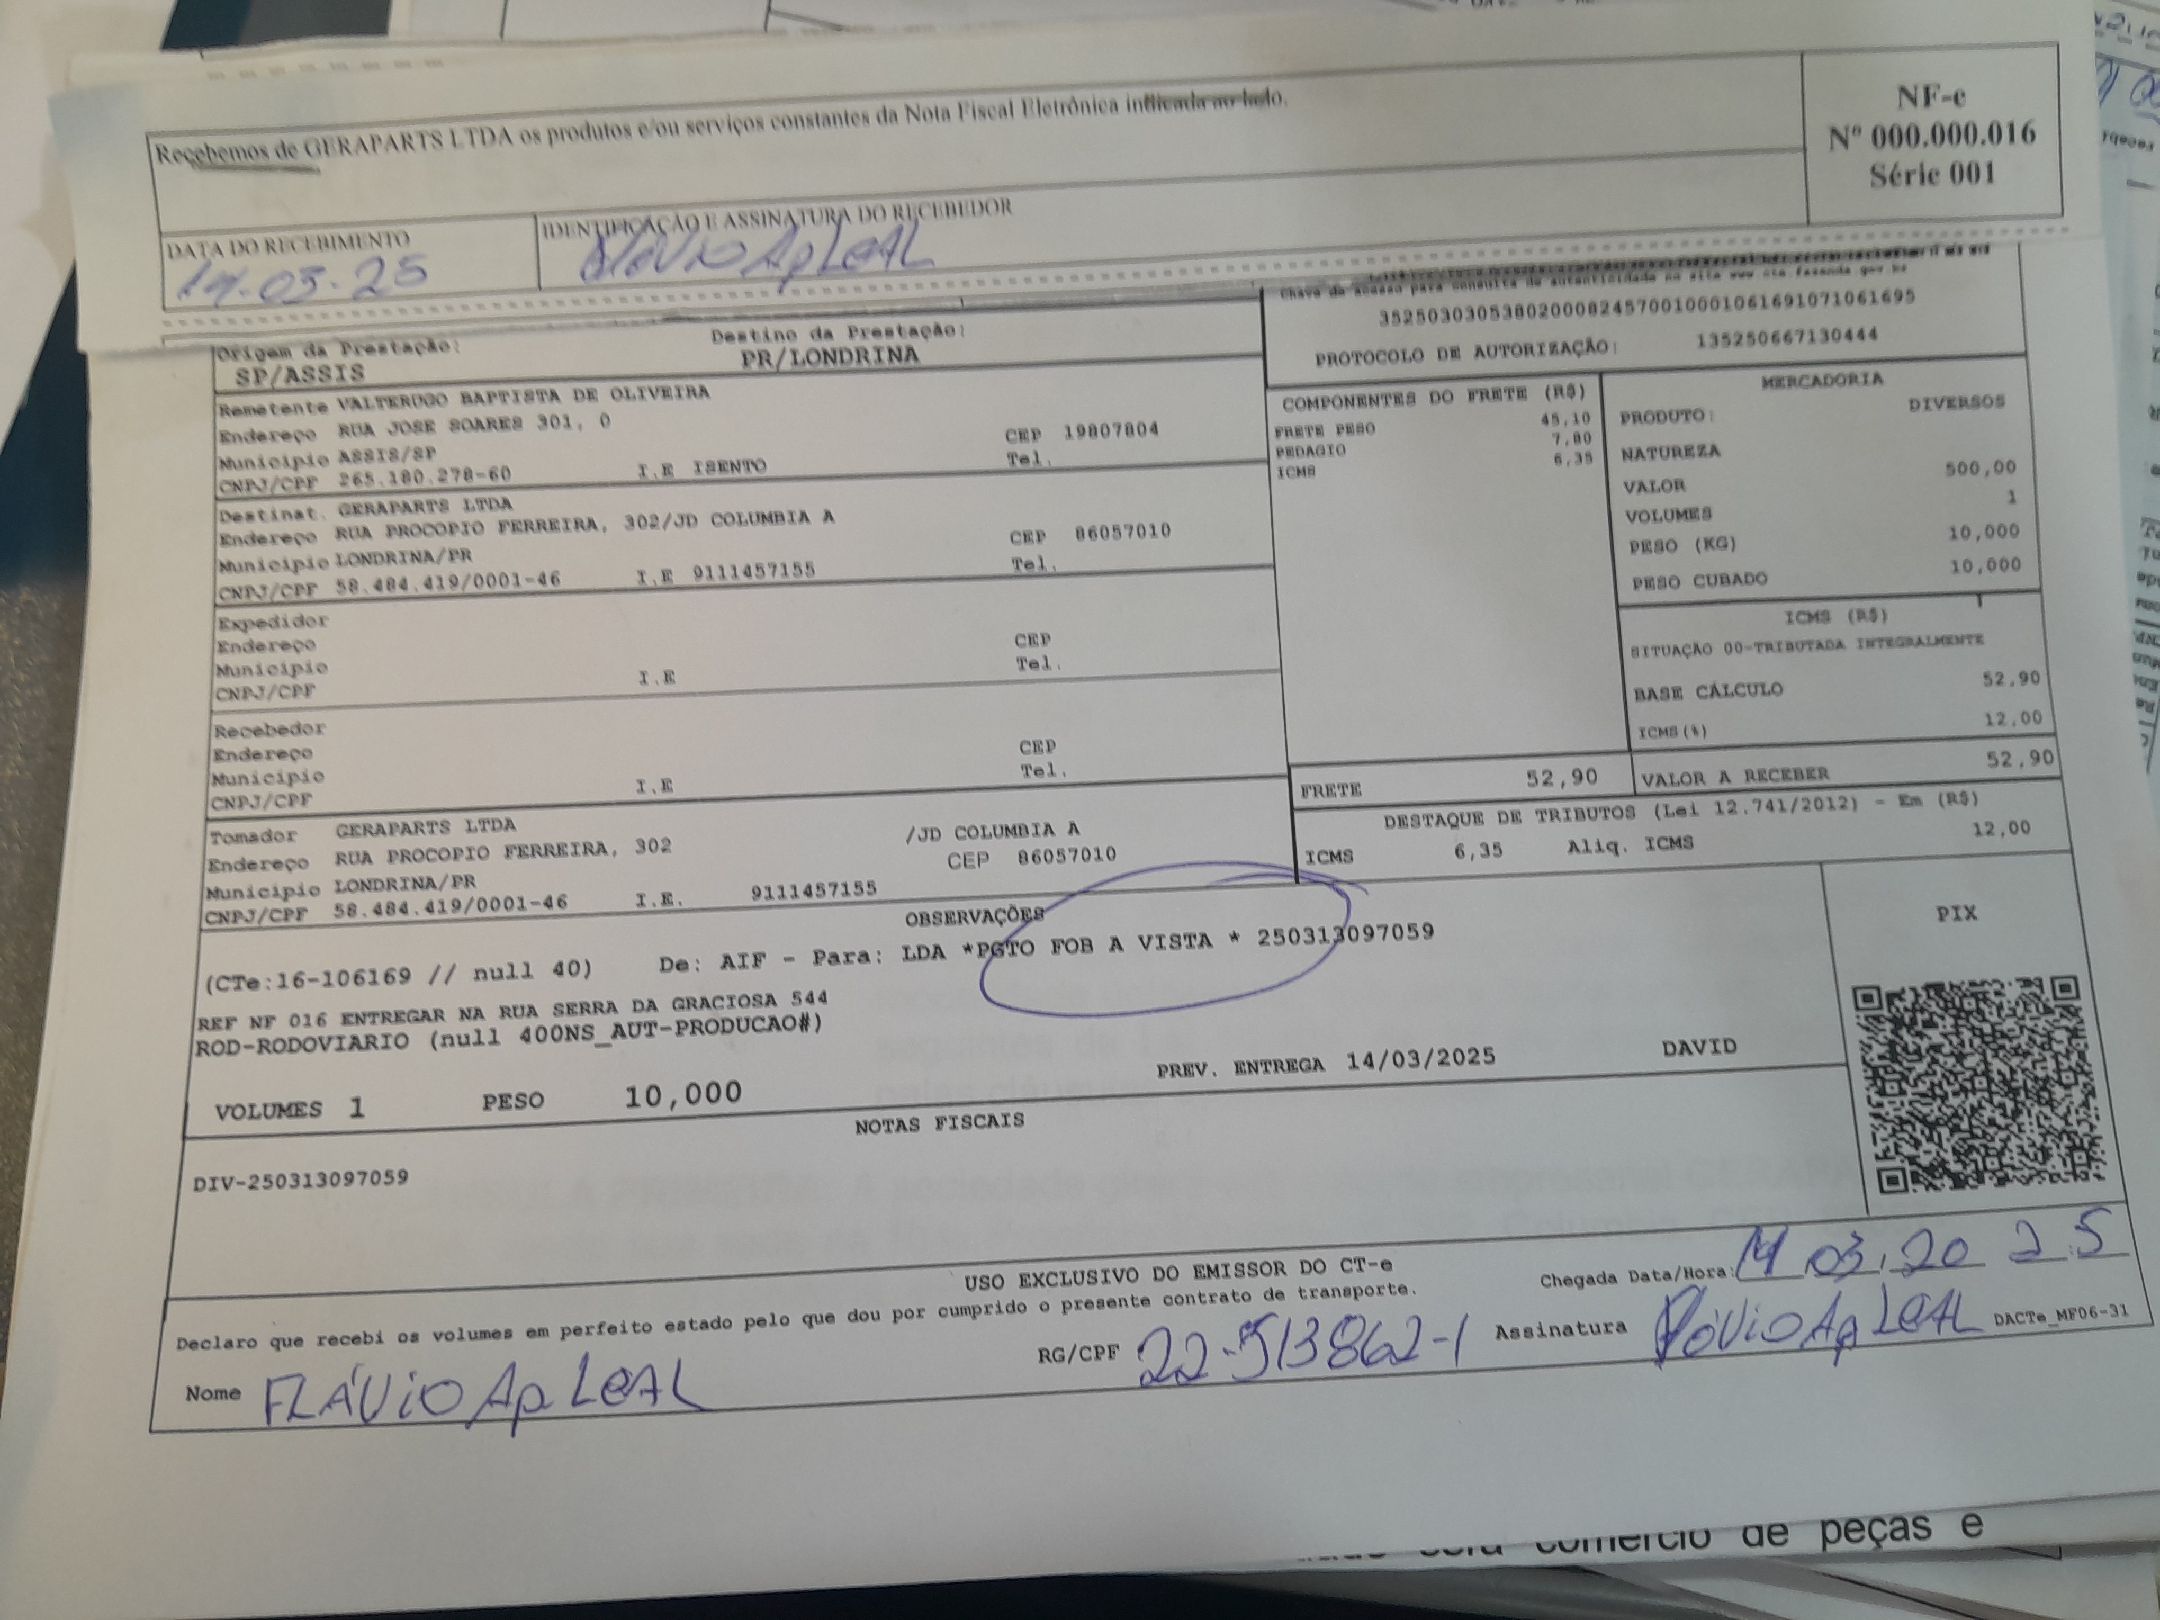 Recebemos de GERAPARTS LTDA os produtos e/ou serviços constantes da Nota Fiscal Eletrônica indicada ao lado.
NF-e
Nº 000.000.016
Série 001
DATA DO RECEBIMENTO
14.03.25
IDENTIFICAÇÃO E ASSINATURA DO RECEBEDOR
FLÁVIO Ap LeAL
Chave de acesso para consulta de autenticidade no site www cte.fazenda gov br
35250303053802000824570010001061691071061695
PROTOCOLO DE AUTORIZAÇÃO: 135250667130444
Origem da Prestação: Destino da Prestação:
SP/ASSIS PR/LONDRINA
Remetente VALTERUGO BAPTISTA DE OLIVEIRA
Endereço RUA JOSE SOARES 301, 0 CEP 19807804
Município ASSIS/SP Tel.
CNPJ/CPF 265.180.278-60 I.E ISENTO
Destinat. GERAPARTS LTDA
Endereço RUA PROCOPIO FERREIRA, 302/JD COLUMBIA A CEP 86057010
Município LONDRINA/PR Tel.
CNPJ/CPF 58.484.419/0001-46 I.E 9111457155
Expedidor
Endereço CEP
Município Tel.
CNPJ/CPF I.E
Recebedor
Endereço CEP
Município Tel.
CNPJ/CPF I.E
Tomador GERAPARTS LTDA
Endereço RUA PROCOPIO FERREIRA, 302 /JD COLUMBIA A
Município LONDRINA/PR CEP 86057010
CNPJ/CPF 58.484.419/0001-46 I.E. 9111457155
COMPONENTES DO FRETE (R$)
FRETE PESO 45,10
PEDAGIO 7,80
ICMS 6,35
MERCADORIA
PRODUTO: DIVERSOS
NATUREZA
VALOR 500,00
VOLUMES 1
PESO (KG) 10,000
PESO CUBADO 10,000
ICMS (R$)
SITUAÇÃO 00-TRIBUTADA INTEGRALMENTE
BASE CÁLCULO 52,90
ICMS(%) 12,00
FRETE 52,90
VALOR A RECEBER 52,90
DESTAQUE DE TRIBUTOS (Lei 12.741/2012) - Em (R$)
ICMS 6,35 Aliq. ICMS 12,00
OBSERVAÇÕES
(CTe:16-106169 // null 40) De: AIF - Para: LDA *PGTO FOB A VISTA * 250313097059
REF NF 016 ENTREGAR NA RUA SERRA DA GRACIOSA 544
ROD-RODOVIARIO (null 400NS_AUT-PRODUCAO#)
PREV. ENTREGA 14/03/2025 DAVID
VOLUMES 1 PESO 10,000
PIX
NOTAS FISCAIS
DIV-250313097059
USO EXCLUSIVO DO EMISSOR DO CT-e
Declaro que recebi os volumes em perfeito estado pelo que dou por cumprido o presente contrato de transporte.
Chegada Data/Hora: 14 03, 20 25
Nome FLÁVIO Ap LeAL
RG/CPF 22-513862-1
Assinatura FLÁVIO Ap LeAL
DACTe_MF06-31
comércio de peças e